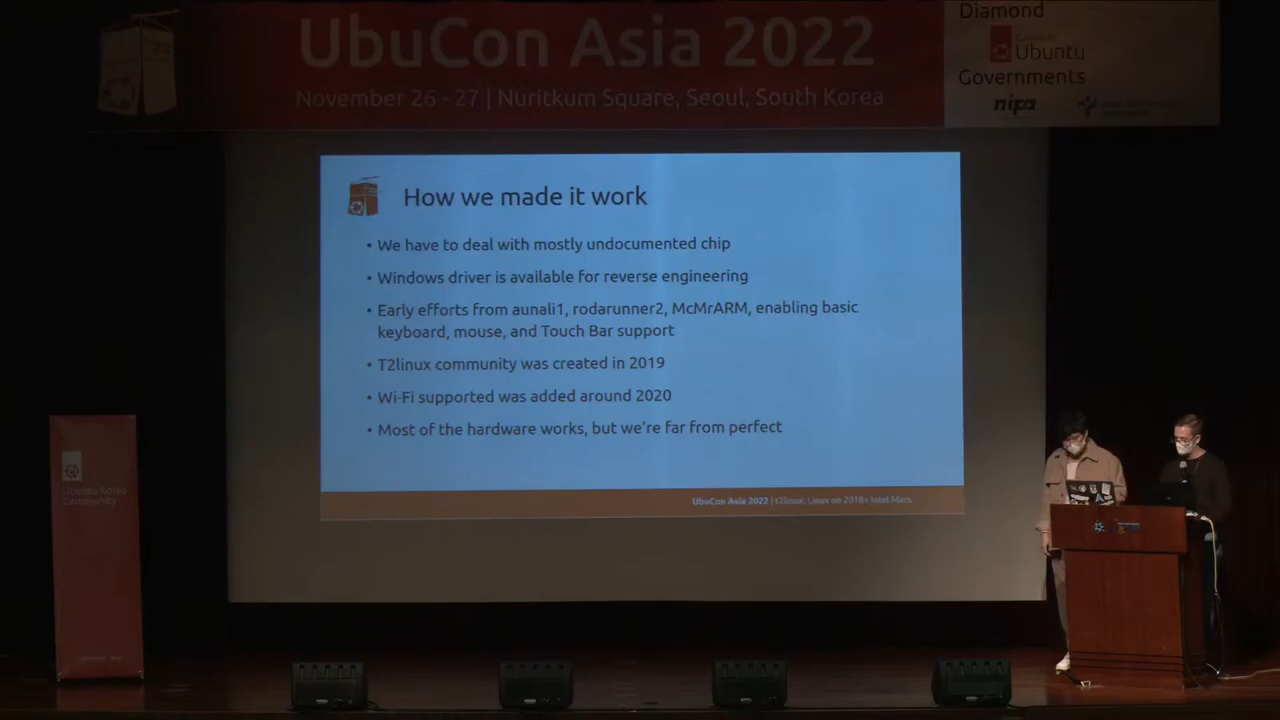 UbuCon Asia 2022
November 26 - 27 | Nuritkum Square, Seoul, South Korea
Diamond
Ubuntu
Governments
nipa
How we made it work
• We have to deal with mostly undocumented chip
• Windows driver is available for reverse engineering
• Early efforts from aunali1, rodarunner2, McMrARM, enabling basic
keyboard, mouse, and Touch Bar support
• T2linux community was created in 2019
• Wi-Fi supported was added around 2020
• Most of the hardware works, but we're far from perfect
UbuCon Asia 2022 | t2linux: Linux on 2018+ Intel Macs
Ubuntu Korea
Community